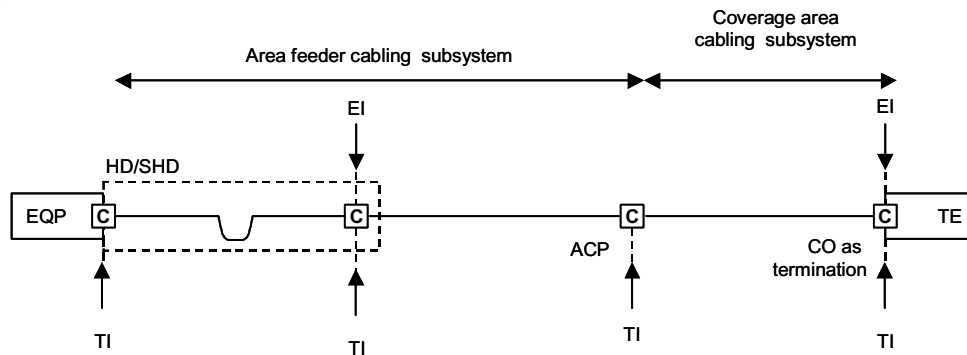 Coverage area
cabling subsystem
Area feeder cabling subsystem
EI
EI
HD/SHD
EQP
C
C
C
C
TE
ACP
CO as
termination
TI
TI
TI
TI